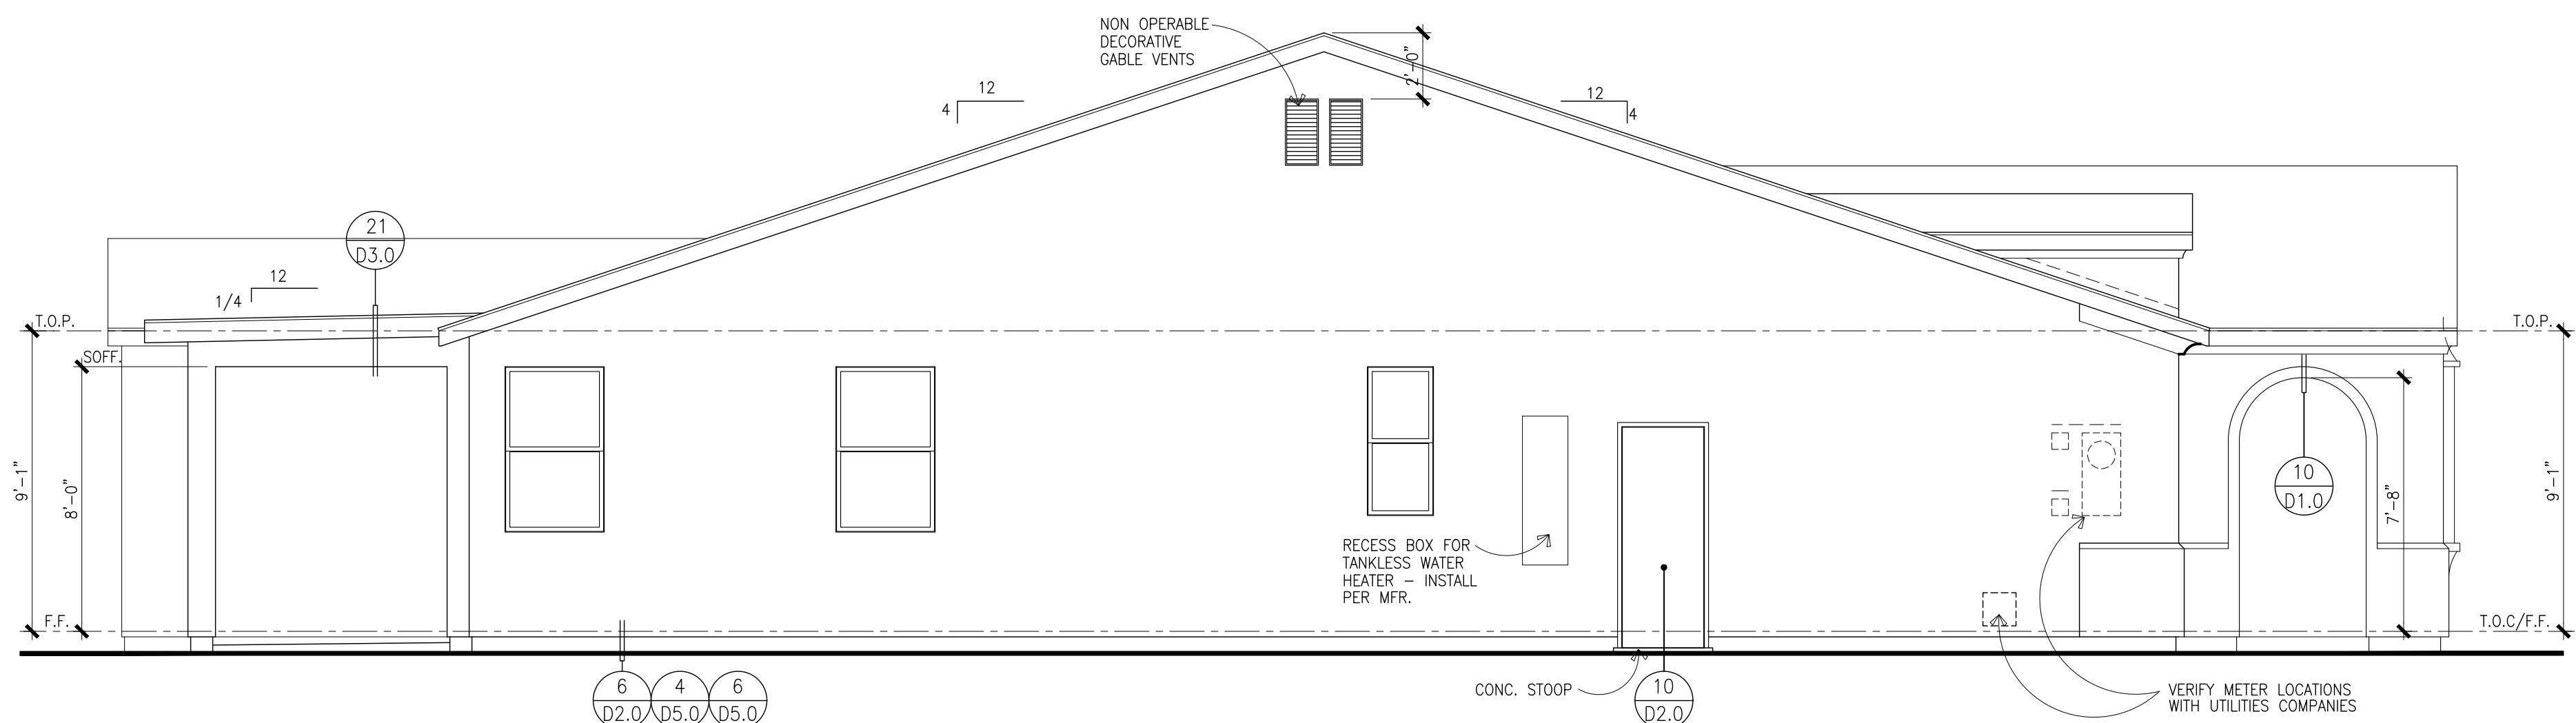 NON OPERABLE
DECORATIVE
GABLE VENTS
2'-0"
12
4
12
4
21
D3.0
12
1/4
T.O.P.
T.O.P.
SOFF.
9'-1"
8'-0"
10
D1.0
7'-8"
9'-1"
RECESS BOX FOR
TANKLESS WATER
HEATER – INSTALL
PER MFR.
F.F.
T.O.C/F.F.
6
D2.0
4
D5.0
6
D5.0
CONC. STOOP
10
D2.0
VERIFY METER LOCATIONS
WITH UTILITIES COMPANIES